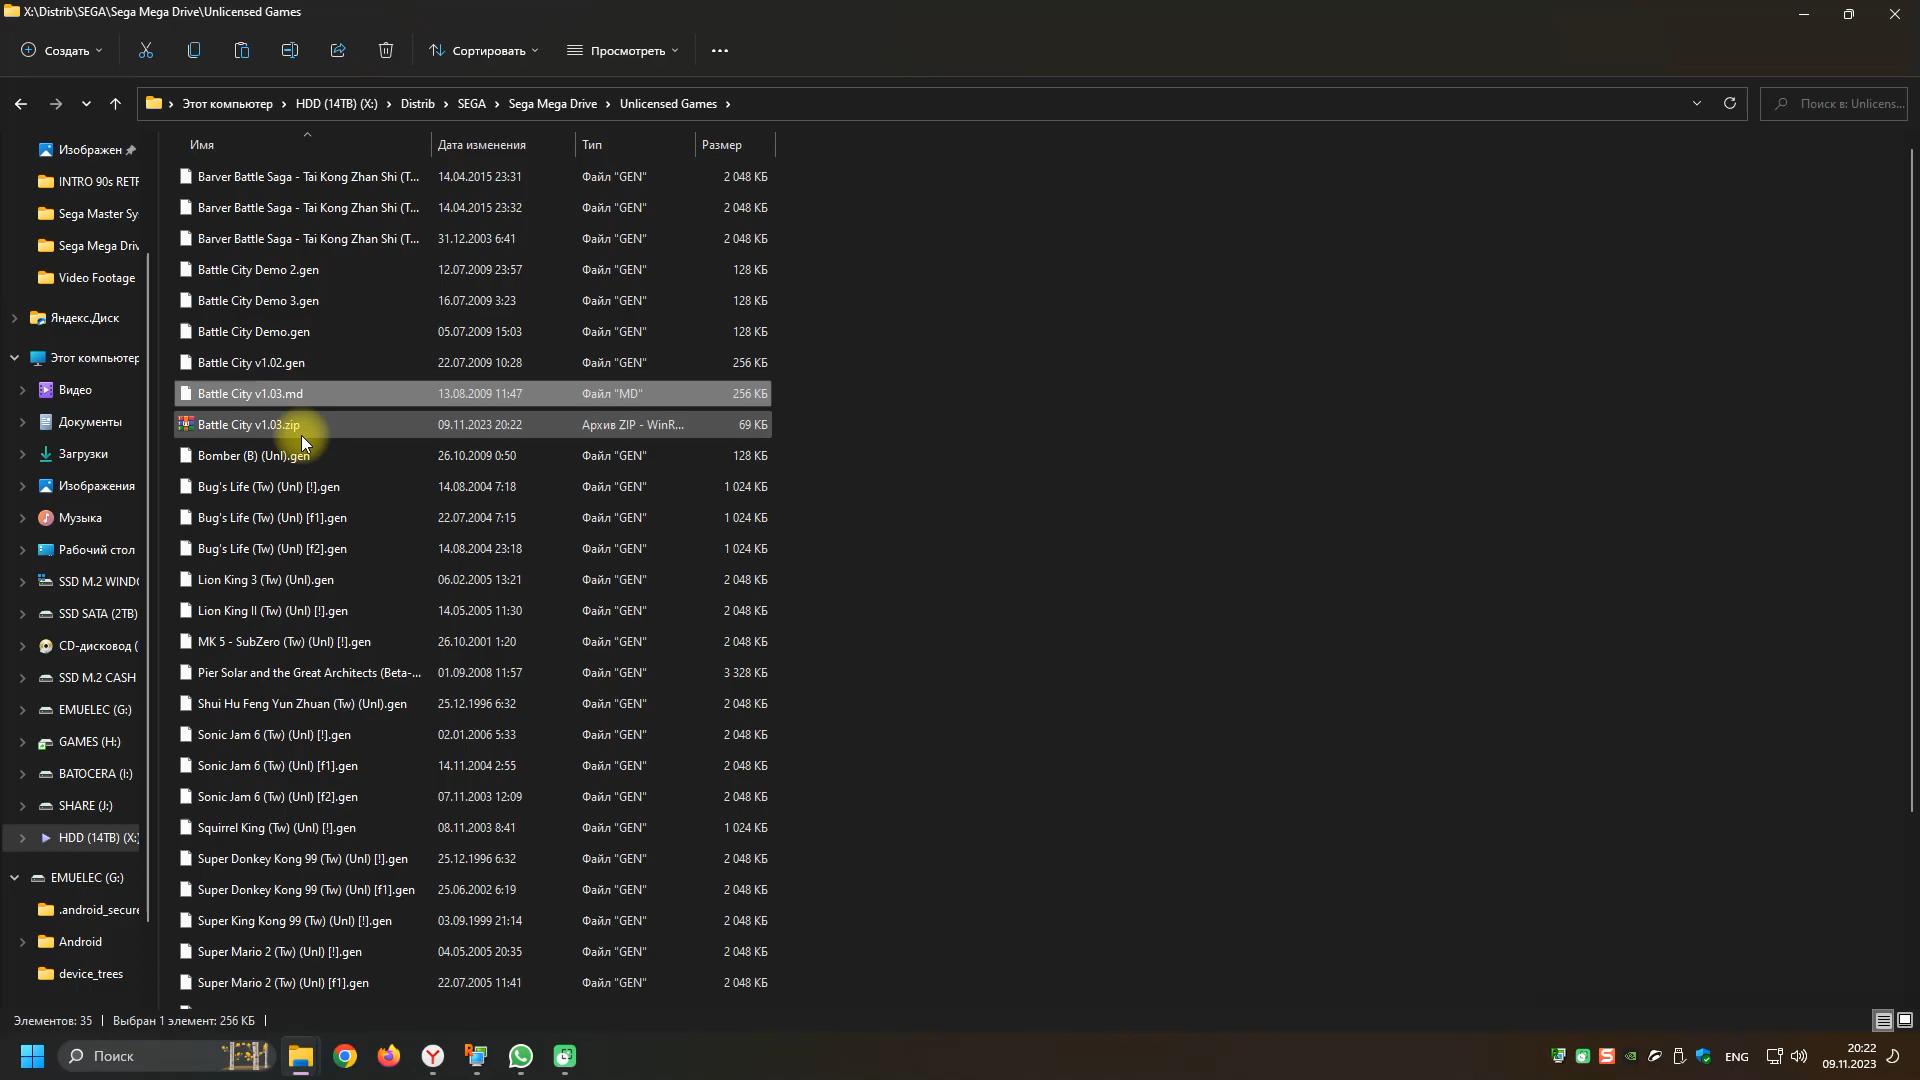 X:\Distrib\SEGA\Sega Mega Drive\Unlicensed Games
Создать
Сортировать
Просмотреть
Этот компьютер > HDD (14TB) (X:) > Distrib > SEGA > Sega Mega Drive > Unlicensed Games >
Поиск в: Unlicens...
Имя Дата изменения Тип Размер
Изображен
INTRO 90s RETR
Sega Master Sy
Sega Mega Driv
Video Footage
Яндекс.Диск
Этот компьютер
Видео
Документы
Загрузки
Изображения
Музыка
Рабочий стол
SSD M.2 WIND
SSD SATA (2TB)
CD-дисковод (
SSD M.2 CASH
EMUELEC (G:)
GAMES (H:)
BATOCERA (I:)
SHARE (J:)
HDD (14TB) (X:)
EMUELEC (G:)
.android_secure
Android
device_trees
Barver Battle Saga - Tai Kong Zhan Shi (T... 14.04.2015 23:31 Файл "GEN" 2 048 КБ
Barver Battle Saga - Tai Kong Zhan Shi (T... 14.04.2015 23:32 Файл "GEN" 2 048 КБ
Barver Battle Saga - Tai Kong Zhan Shi (T... 31.12.2003 6:41 Файл "GEN" 2 048 КБ
Battle City Demo 2.gen 12.07.2009 23:57 Файл "GEN" 128 КБ
Battle City Demo 3.gen 16.07.2009 3:23 Файл "GEN" 128 КБ
Battle City Demo.gen 05.07.2009 15:03 Файл "GEN" 128 КБ
Battle City v1.02.gen 22.07.2009 10:28 Файл "GEN" 256 КБ
Battle City v1.03.md 13.08.2009 11:47 Файл "MD" 256 КБ
Battle City v1.03.zip 09.11.2023 20:22 Архив ZIP - WinR... 69 КБ
Bomber (B) (Unl).gen 26.10.2009 0:50 Файл "GEN" 128 КБ
Bug's Life (Tw) (Unl) [!].gen 14.08.2004 7:18 Файл "GEN" 1 024 КБ
Bug's Life (Tw) (Unl) [f1].gen 22.07.2004 7:15 Файл "GEN" 1 024 КБ
Bug's Life (Tw) (Unl) [f2].gen 14.08.2004 23:18 Файл "GEN" 1 024 КБ
Lion King 3 (Tw) (Unl).gen 06.02.2005 13:21 Файл "GEN" 2 048 КБ
Lion King II (Tw) (Unl) [!].gen 14.05.2005 11:30 Файл "GEN" 2 048 КБ
MK 5 - SubZero (Tw) (Unl) [!].gen 26.10.2001 1:20 Файл "GEN" 2 048 КБ
Pier Solar and the Great Architects (Beta-... 01.09.2008 11:57 Файл "GEN" 3 328 КБ
Shui Hu Feng Yun Zhuan (Tw) (Unl).gen 25.12.1996 6:32 Файл "GEN" 2 048 КБ
Sonic Jam 6 (Tw) (Unl) [!].gen 02.01.2006 5:33 Файл "GEN" 2 048 КБ
Sonic Jam 6 (Tw) (Unl) [f1].gen 14.11.2004 2:55 Файл "GEN" 2 048 КБ
Sonic Jam 6 (Tw) (Unl) [f2].gen 07.11.2003 12:09 Файл "GEN" 2 048 КБ
Squirrel King (Tw) (Unl) [!].gen 08.11.2003 8:41 Файл "GEN" 1 024 КБ
Super Donkey Kong 99 (Tw) (Unl) [!].gen 25.12.1996 6:32 Файл "GEN" 2 048 КБ
Super Donkey Kong 99 (Tw) (Unl) [f1].gen 25.06.2002 6:19 Файл "GEN" 2 048 КБ
Super King Kong 99 (Tw) (Unl) [!].gen 03.09.1999 21:14 Файл "GEN" 2 048 КБ
Super Mario 2 (Tw) (Unl) [!].gen 04.05.2005 20:35 Файл "GEN" 2 048 КБ
Super Mario 2 (Tw) (Unl) [f1].gen 22.07.2005 11:41 Файл "GEN" 2 048 КБ
Элементов: 35 | Выбран 1 элемент: 256 КБ |
Поиск
ENG
20:22
09.11.2023